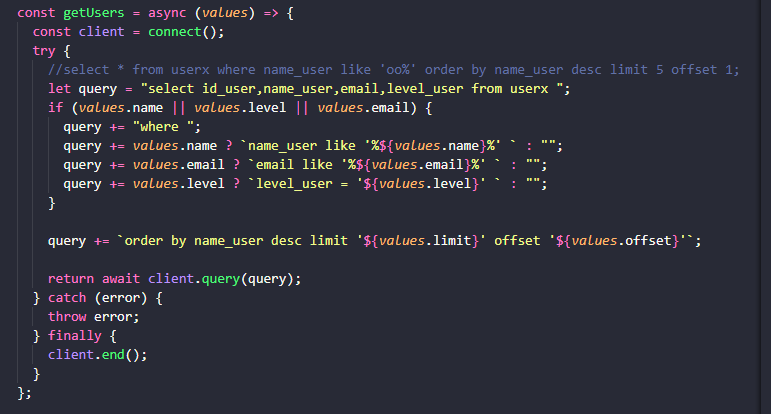 const getUsers = async (values) => {
  const client = connect();
  try {
    //select * from userx where name_user like 'oo%' order by name_user desc limit 5 offset 1;
    let query = "select id_user,name_user,email,level_user from userx ";
    if (values.name || values.level || values.email) {
      query += "where ";
      query += values.name ? `name_user like '%${values.name}%' ` : "";
      query += values.email ? `email like '%${values.email}%' ` : "";
      query += values.level ? `level_user = '${values.level}' ` : "";
    }

    query += `order by name_user desc limit '${values.limit}' offset '${values.offset}'`;

    return await client.query(query);
  } catch (error) {
    throw error;
  } finally {
    client.end();
  }
};